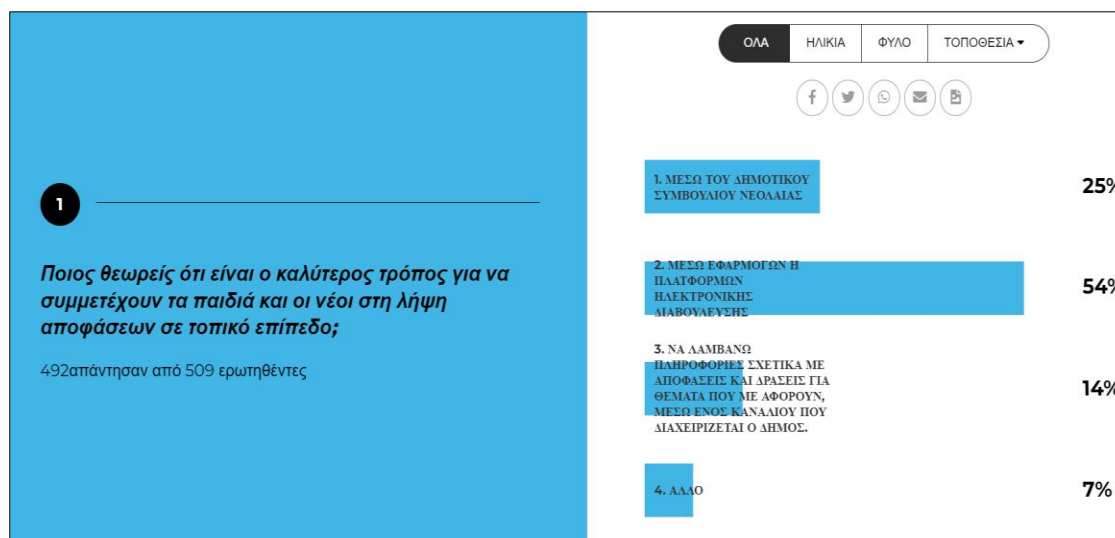 ΟΛΑ ΗΛΙΚΙΑ ΦΥΛΟ ΤΟΠΟΘΕΣΙΑ
1
Ποιος θεωρείς ότι είναι ο καλύτερος τρόπος για να
συμμετέχουν τα παιδιά και οι νέοι στη λήψη
αποφάσεων σε τοπικό επίπεδο;
492απάντησαν από 509 ερωτηθέντες
1. ΜΕΣΩ ΤΟΥ ΔΗΜΟΤΙΚΟΥ
ΣΥΜΒΟΥΛΙΟΥ ΝΕΟΛΑΙΑΣ
25%
2. ΜΕΣΩ ΕΦΑΡΜΟΓΩΝ Η
ΠΛΑΤΦΟΡΜΩΝ
ΗΛΕΚΤΡΟΝΙΚΗΣ
ΔΙΑΒΟΥΛΕΥΣΗΣ
54%
3. ΝΑ ΛΑΜΒΑΝΩ
ΠΛΗΡΟΦΟΡΙΕΣ ΣΧΕΤΙΚΑ ΜΕ
ΑΠΟΦΑΣΕΙΣ ΚΑΙ ΔΡΑΣΕΙΣ ΓΙΑ
ΘΕΜΑΤΑ ΠΟΥ ΜΕ ΑΦΟΡΟΥΝ,
ΜΕΣΩ ΕΝΟΣ ΚΑΝΑΛΙΟΥ ΠΟΥ
ΔΙΑΧΕΙΡΙΖΕΤΑΙ Ο ΔΗΜΟΣ.
14%
4. ΑΛΛΟ
7%